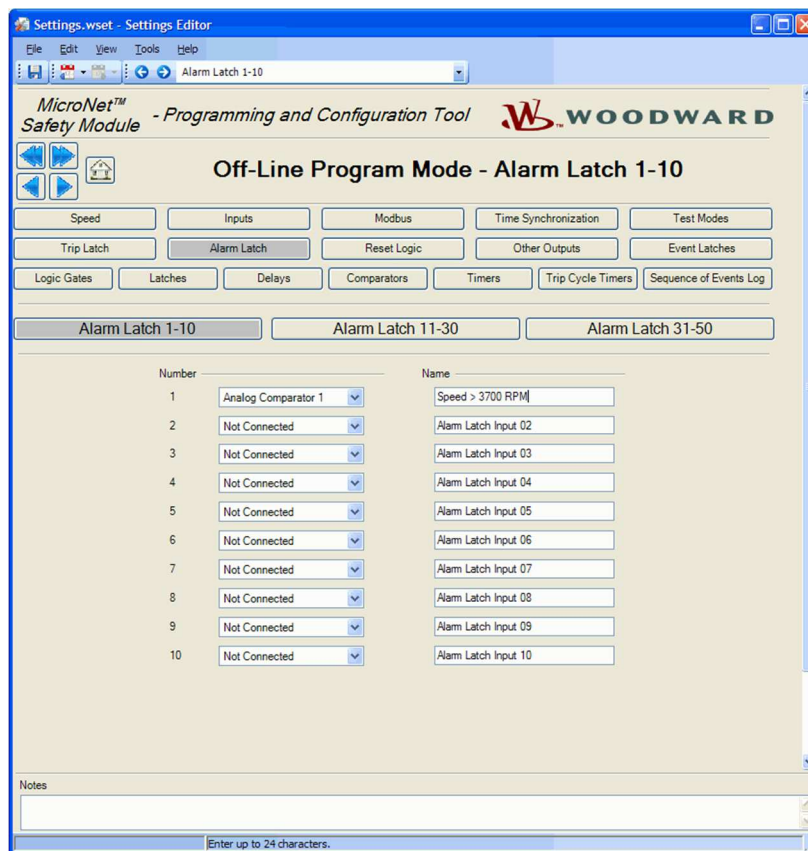 Settings.wset - Settings Editor
File Edit View Tools Help
Alarm Latch 1-10
MicroNet™
Safety Module - Programming and Configuration Tool
WOODWARD
Off-Line Program Mode - Alarm Latch 1-10
Speed Inputs Modbus Time Synchronization Test Modes
Trip Latch Alarm Latch Reset Logic Other Outputs Event Latches
Logic Gates Latches Delays Comparators Timers Trip Cycle Timers Sequence of Events Log
Alarm Latch 1-10 Alarm Latch 11-30 Alarm Latch 31-50
Number Name
1 Analog Comparator 1 Speed > 3700 RPM
2 Not Connected Alarm Latch Input 02
3 Not Connected Alarm Latch Input 03
4 Not Connected Alarm Latch Input 04
5 Not Connected Alarm Latch Input 05
6 Not Connected Alarm Latch Input 06
7 Not Connected Alarm Latch Input 07
8 Not Connected Alarm Latch Input 08
9 Not Connected Alarm Latch Input 09
10 Not Connected Alarm Latch Input 10
Notes
Enter up to 24 characters.